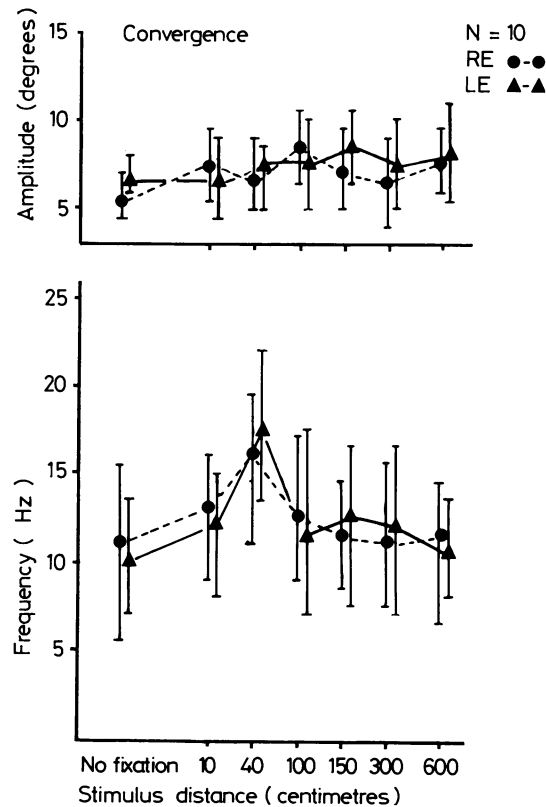 Convergence
N = 10
RE ●-●
LE ▲-▲
Amplitude (degrees)
15
10
5
Frequency ( Hz)
25
20
15
10
5
No fixation 10 40 100 150 300 600
Stimulus distance (centimetres)